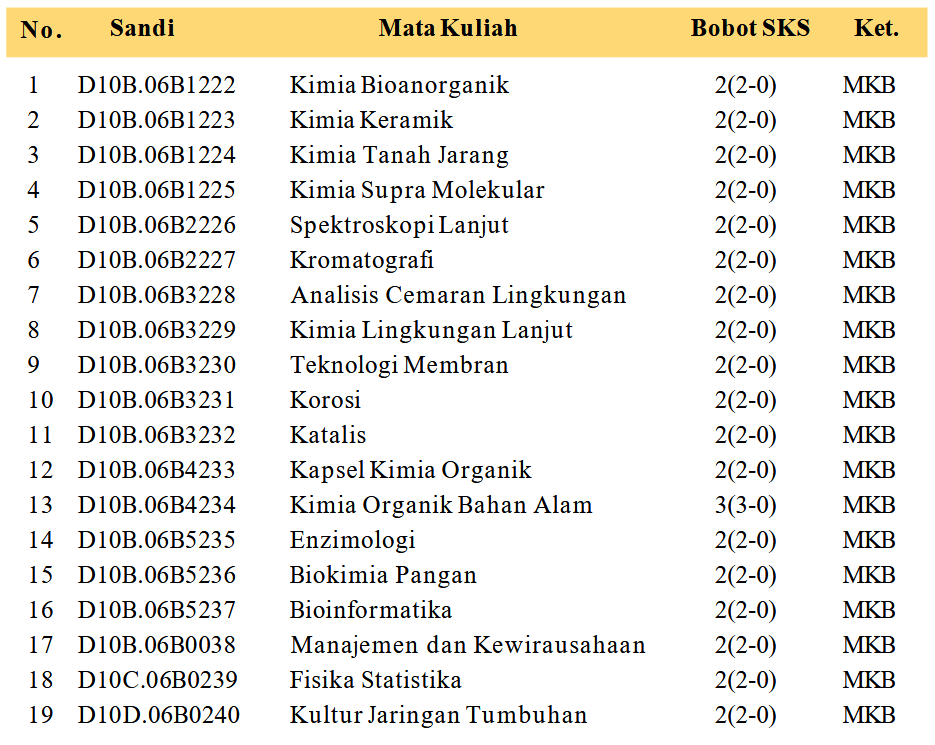 No. Sandi Mata Kuliah Bobot SKS Ket.
1 D10B.06B1222 Kimia Bioanorganik 2(2-0) MKB
2 D10B.06B1223 Kimia Keramik 2(2-0) MKB
3 D10B.06B1224 Kimia Tanah Jarang 2(2-0) MKB
4 D10B.06B1225 Kimia Supra Molekular 2(2-0) MKB
5 D10B.06B2226 Spektroskopi Lanjut 2(2-0) MKB
6 D10B.06B2227 Kromatografi 2(2-0) MKB
7 D10B.06B3228 Analisis Cemaran Lingkungan 2(2-0) MKB
8 D10B.06B3229 Kimia Lingkungan Lanjut 2(2-0) MKB
9 D10B.06B3230 Teknologi Membran 2(2-0) MKB
10 D10B.06B3231 Korosi 2(2-0) MKB
11 D10B.06B3232 Katalis 2(2-0) MKB
12 D10B.06B4233 Kapsel Kimia Organik 2(2-0) MKB
13 D10B.06B4234 Kimia Organik Bahan Alam 3(3-0) MKB
14 D10B.06B5235 Enzimologi 2(2-0) MKB
15 D10B.06B5236 Biokimia Pangan 2(2-0) MKB
16 D10B.06B5237 Bioinformatika 2(2-0) MKB
17 D10B.06B0038 Manajemen dan Kewirausahaan 2(2-0) MKB
18 D10C.06B0239 Fisika Statistika 2(2-0) MKB
19 D10D.06B0240 Kultur Jaringan Tumbuhan 2(2-0) MKB